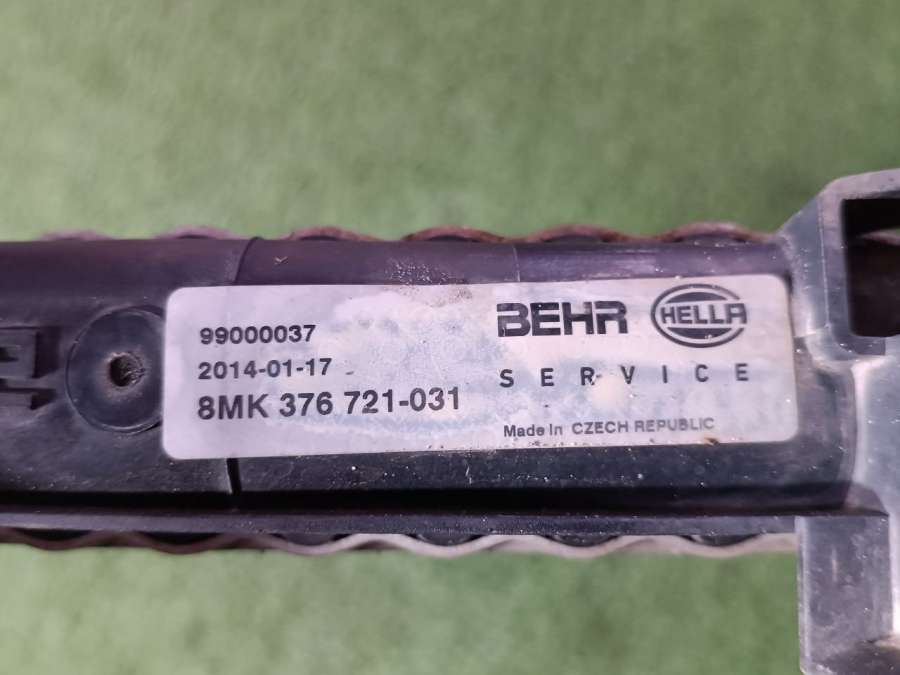 99000037
2014-01-17
8MK 376 721-031
BEHR HELLA
SERVICE
Made in CZECH REPUBLIC